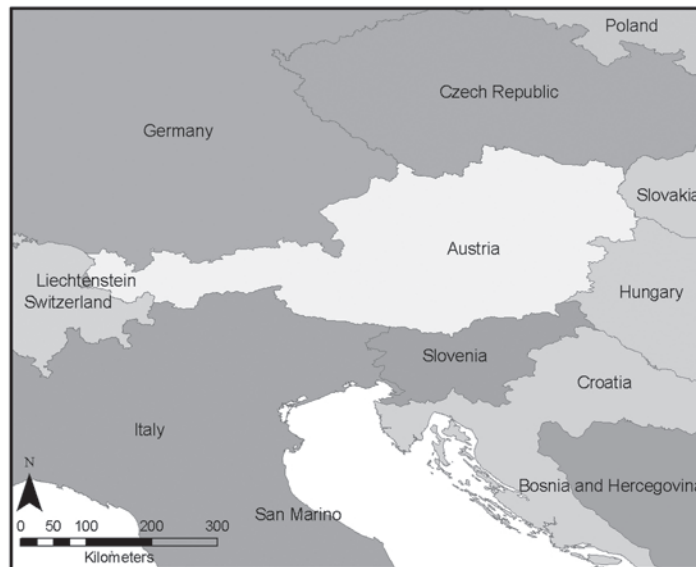 Poland
Czech Republic
Germany
Slovakia
Austria
Liechtenstein
Switzerland
Hungary
Slovenia
Croatia
Italy
Bosnia and Hercegovina
N
San Marino
0 50 100 200 300
Kilometers